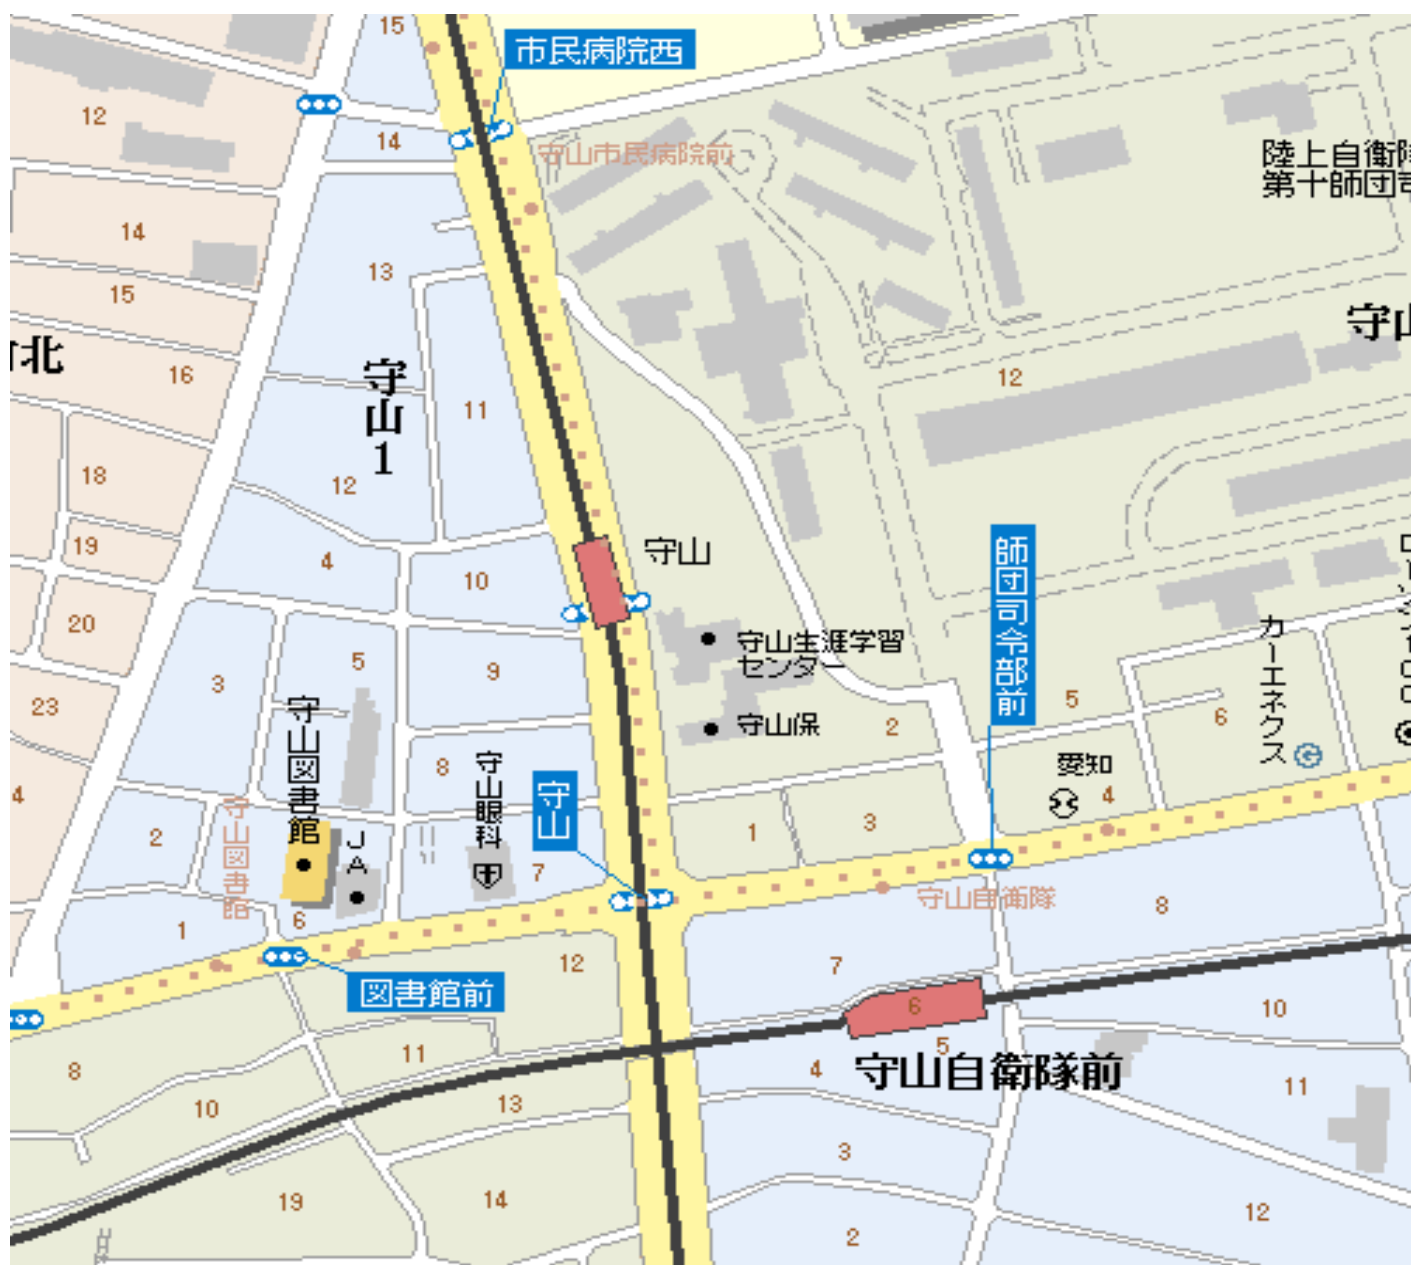 15
市民病院西
12
14
守山市民病院前
陸上自衛隊
第十師団司
14
13
15
守山
北
16
守山1
11
12
18
12
19
4
10
守山
師団司令部前
20
カーエネクス
5
守山生涯学習
センター
3
9
5
23
6
守山図書館
守山保
2
8
守山眼科
愛知
4
守山
4
守山図書館
2
JA
1
3
7
守山自衛隊
8
6
1
12
7
図書館前
6
10
5
11
8
4
守山自衛隊前
11
10
13
3
19
14
12
2